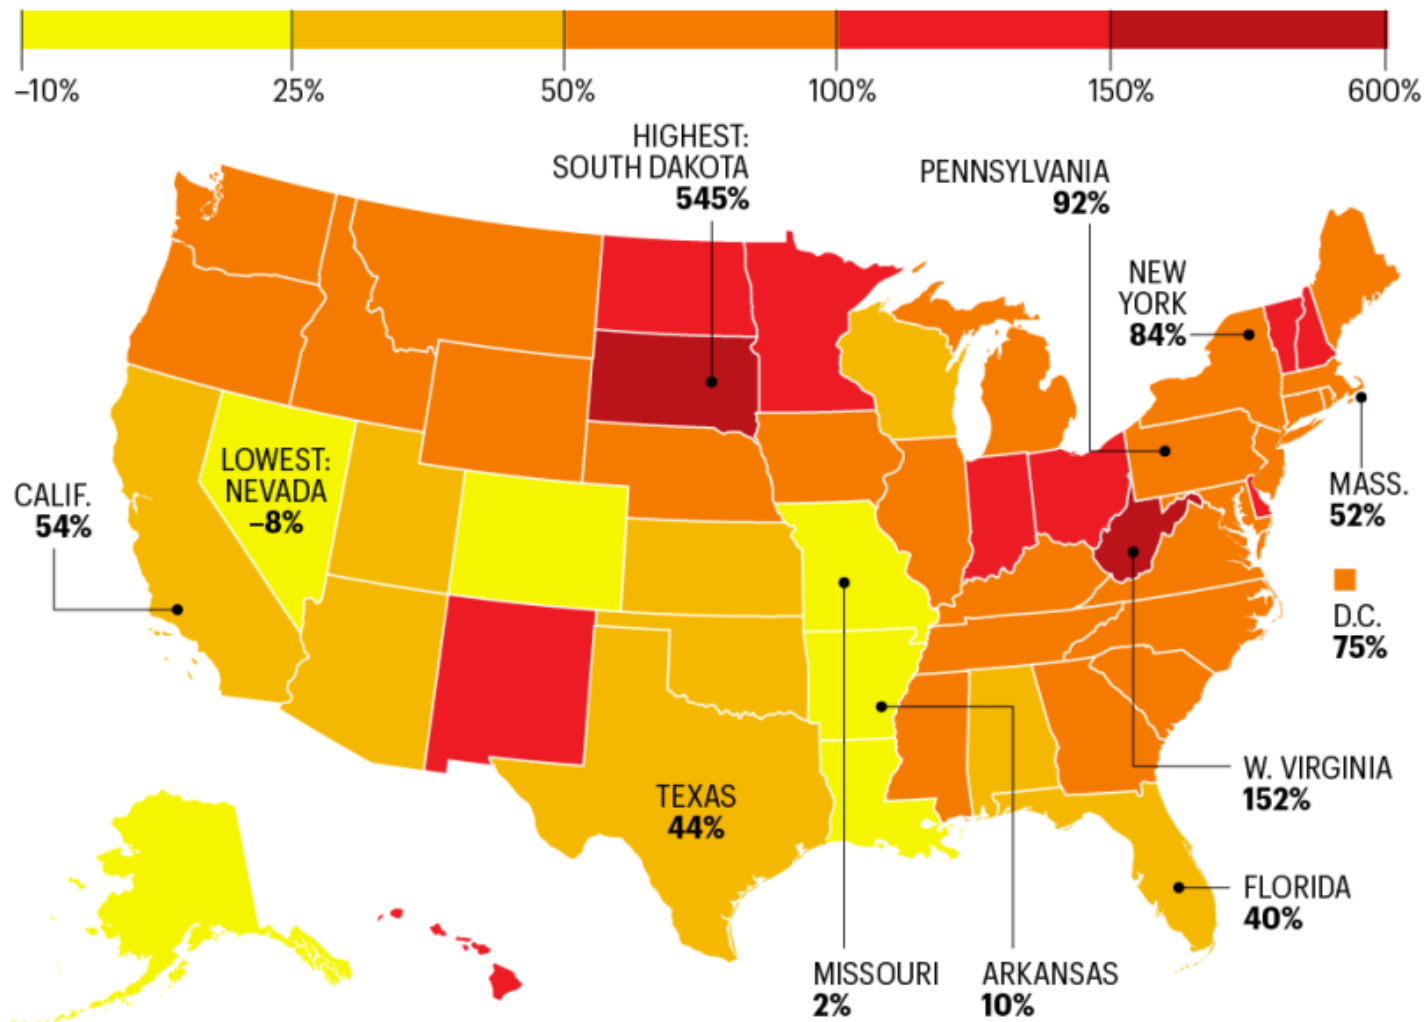 –10%
25%
50%
100%
150%
600%
HIGHEST:
SOUTH DAKOTA
545%
PENNSYLVANIA
92%
NEW
YORK
84%
LOWEST:
NEVADA
–8%
CALIF.
54%
MASS.
52%
D.C.
75%
TEXAS
44%
W. VIRGINIA
152%
FLORIDA
40%
MISSOURI
2%
ARKANSAS
10%